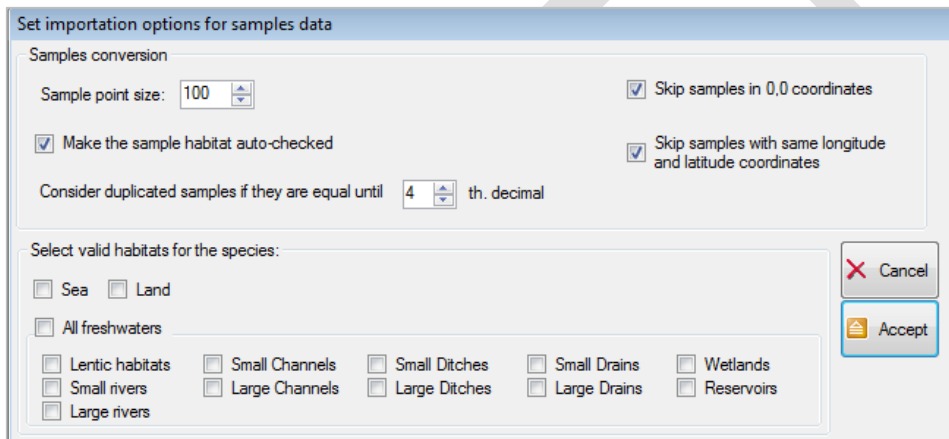 Set importation options for samples data
Samples conversion
Sample point size: 100
Skip samples in 0,0 coordinates
Make the sample habitat auto-checked
Skip samples with same longitude
and latitude coordinates
Consider duplicated samples if they are equal until 4 th. decimal
Select valid habitats for the species:
Cancel
Sea Land
All freshwaters
Accept
Lentic habitats Small Channels Small Ditches Small Drains Wetlands
Small rivers Large Channels Large Ditches Large Drains Reservoirs
Large rivers